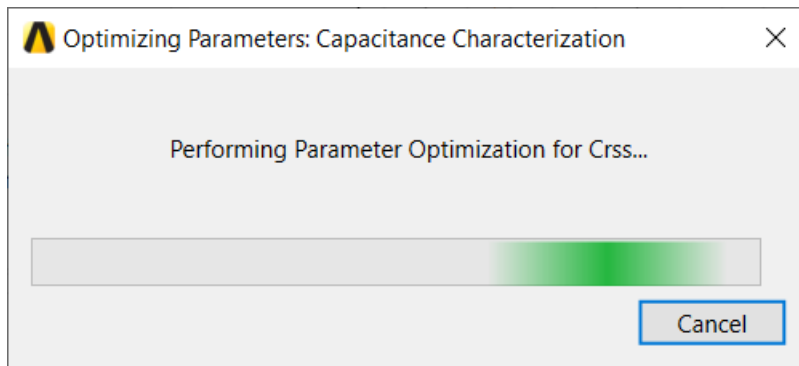 Optimizing Parameters: Capacitance Characterization
Performing Parameter Optimization for Crss...
Cancel